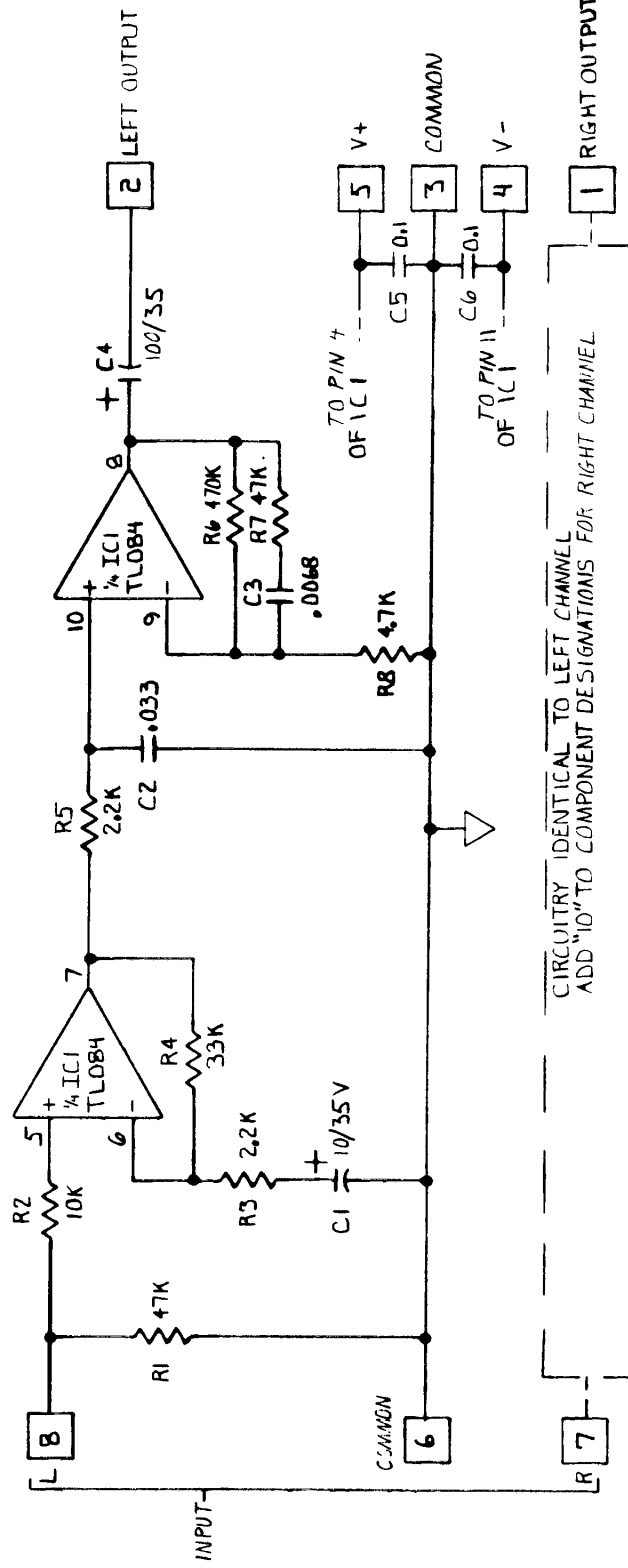 INPUT
L
8
R1
47K
R2
10K
5
+
6
-
¼ IC1
TL084
7
R4
33K
R3
2.2K
+
C1
10/35V
R5
2.2K
C2
.033
10
+
9
-
¼ IC1
TL084
8
R6 470K
R7 47K.
C3
.0068
R8
4.7K
+
C4
100/35
2
LEFT OUTPUT
TO PIN 4
OF IC1
5
V+
C5
0.1
3
COMMON
C6
0.1
TO PIN 11
OF IC1
4
V-
COMMON
6
R
7
CIRCUITRY IDENTICAL TO LEFT CHANNEL
ADD "10" TO COMPONENT DESIGNATIONS FOR RIGHT CHANNEL
1
RIGHT OUTPUT